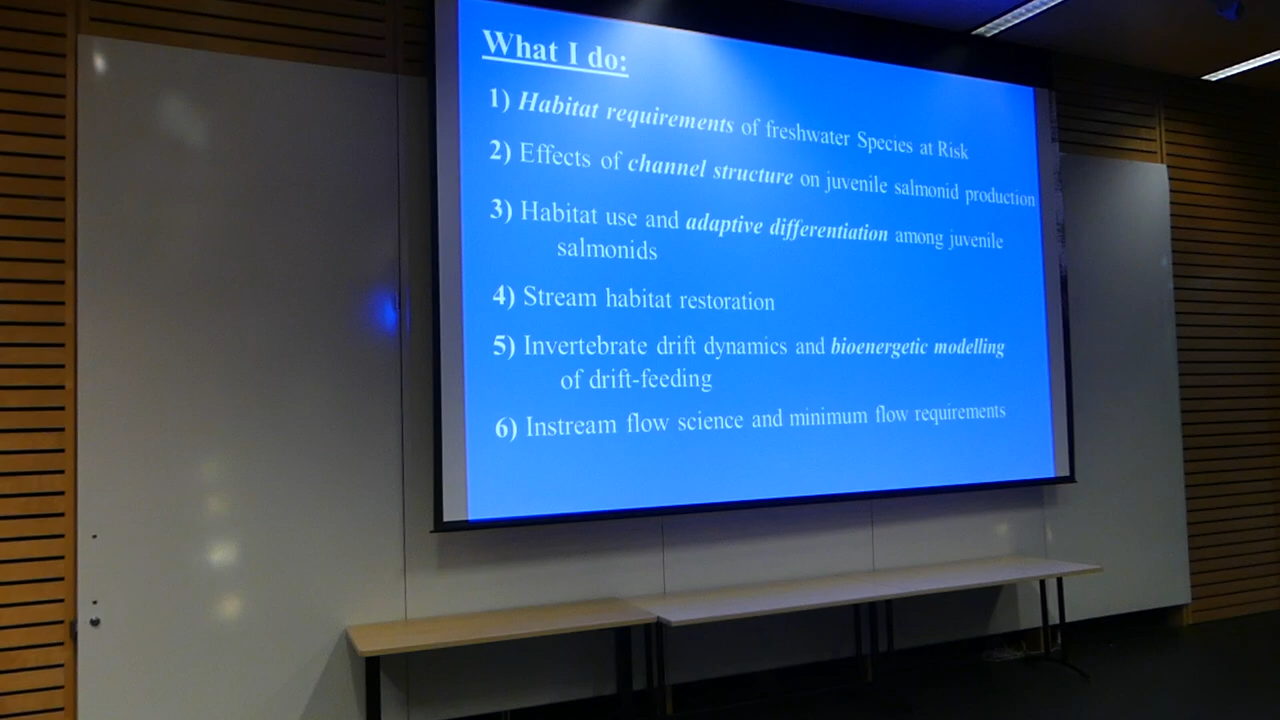 What I do:
1) Habitat requirements of freshwater Species at Risk
2) Effects of channel structure on juvenile salmonid production
3) Habitat use and adaptive differentiation among juvenile
salmonids
4) Stream habitat restoration
5) Invertebrate drift dynamics and bioenergetic modelling
of drift-feeding
6) Instream flow science and minimum flow requirements